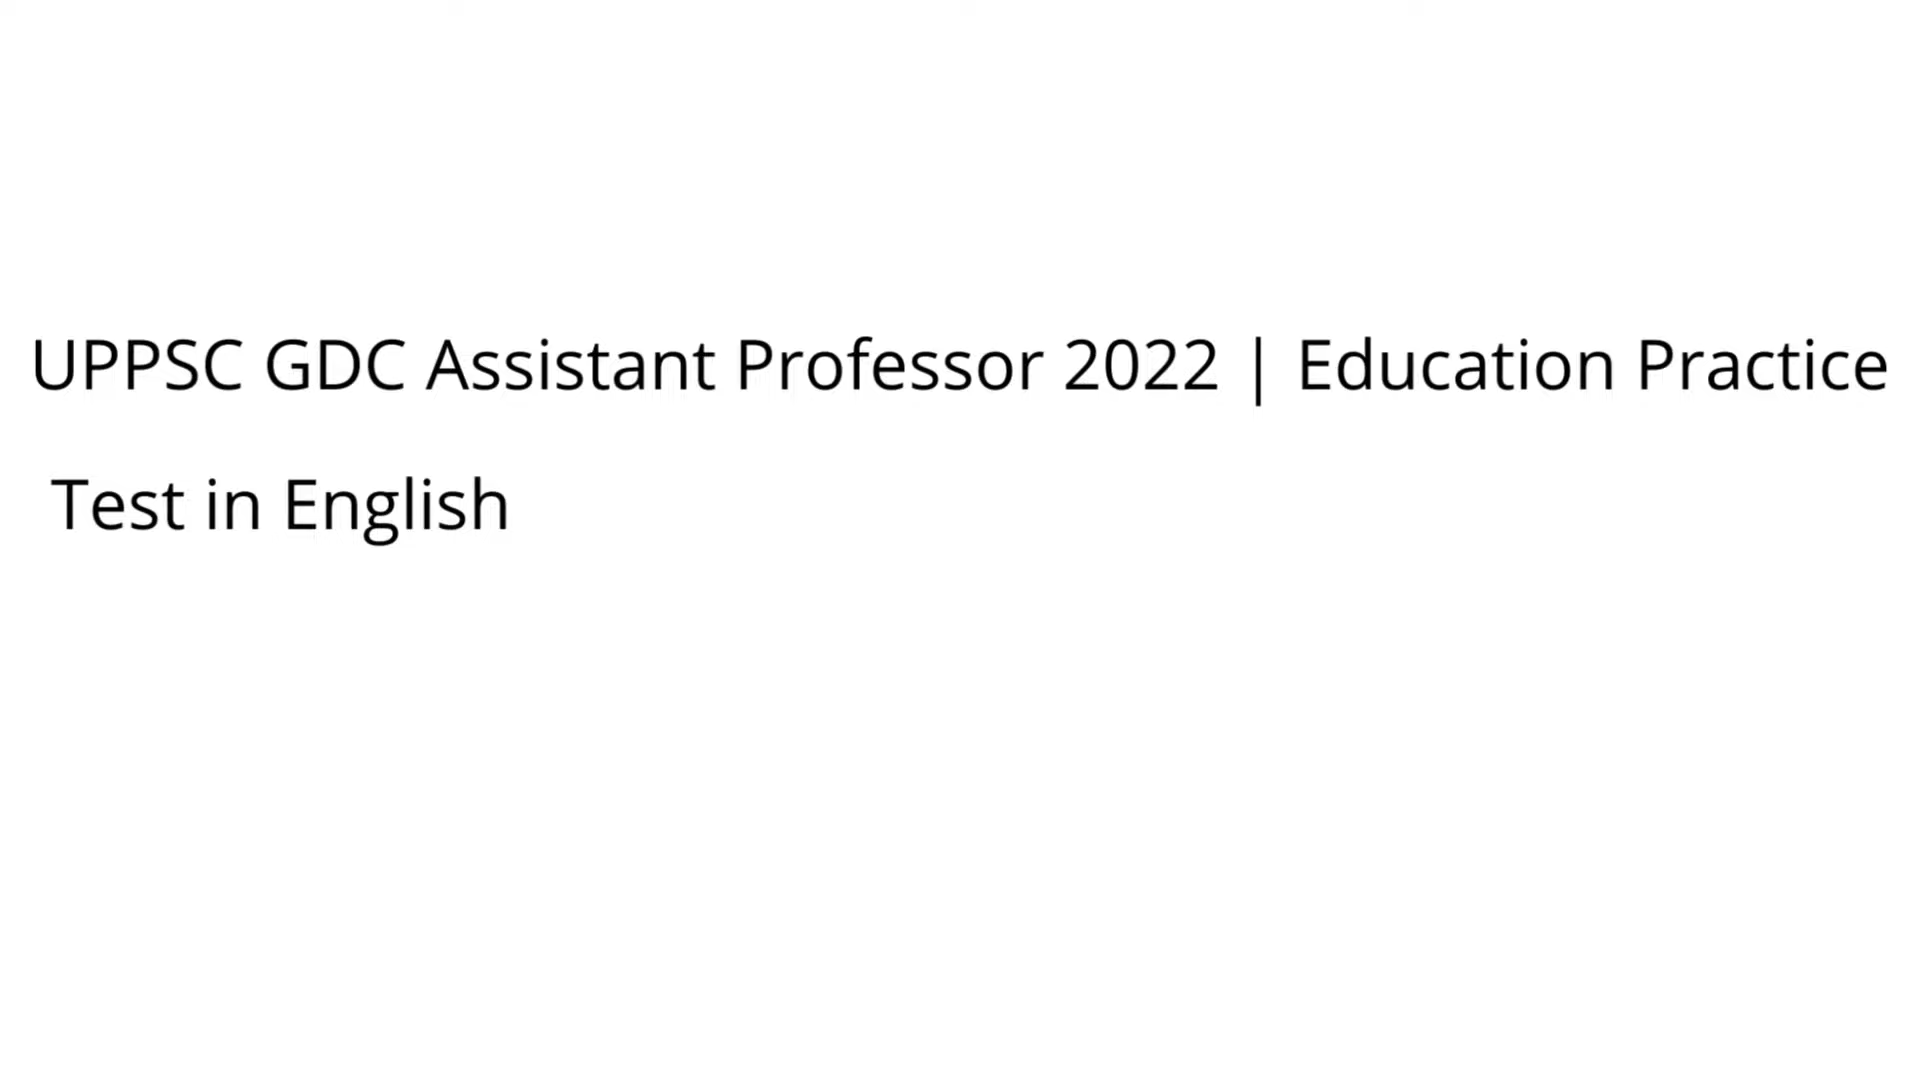 UPPSC GDC Assistant Professor 2022 | Education Practice
Test in English